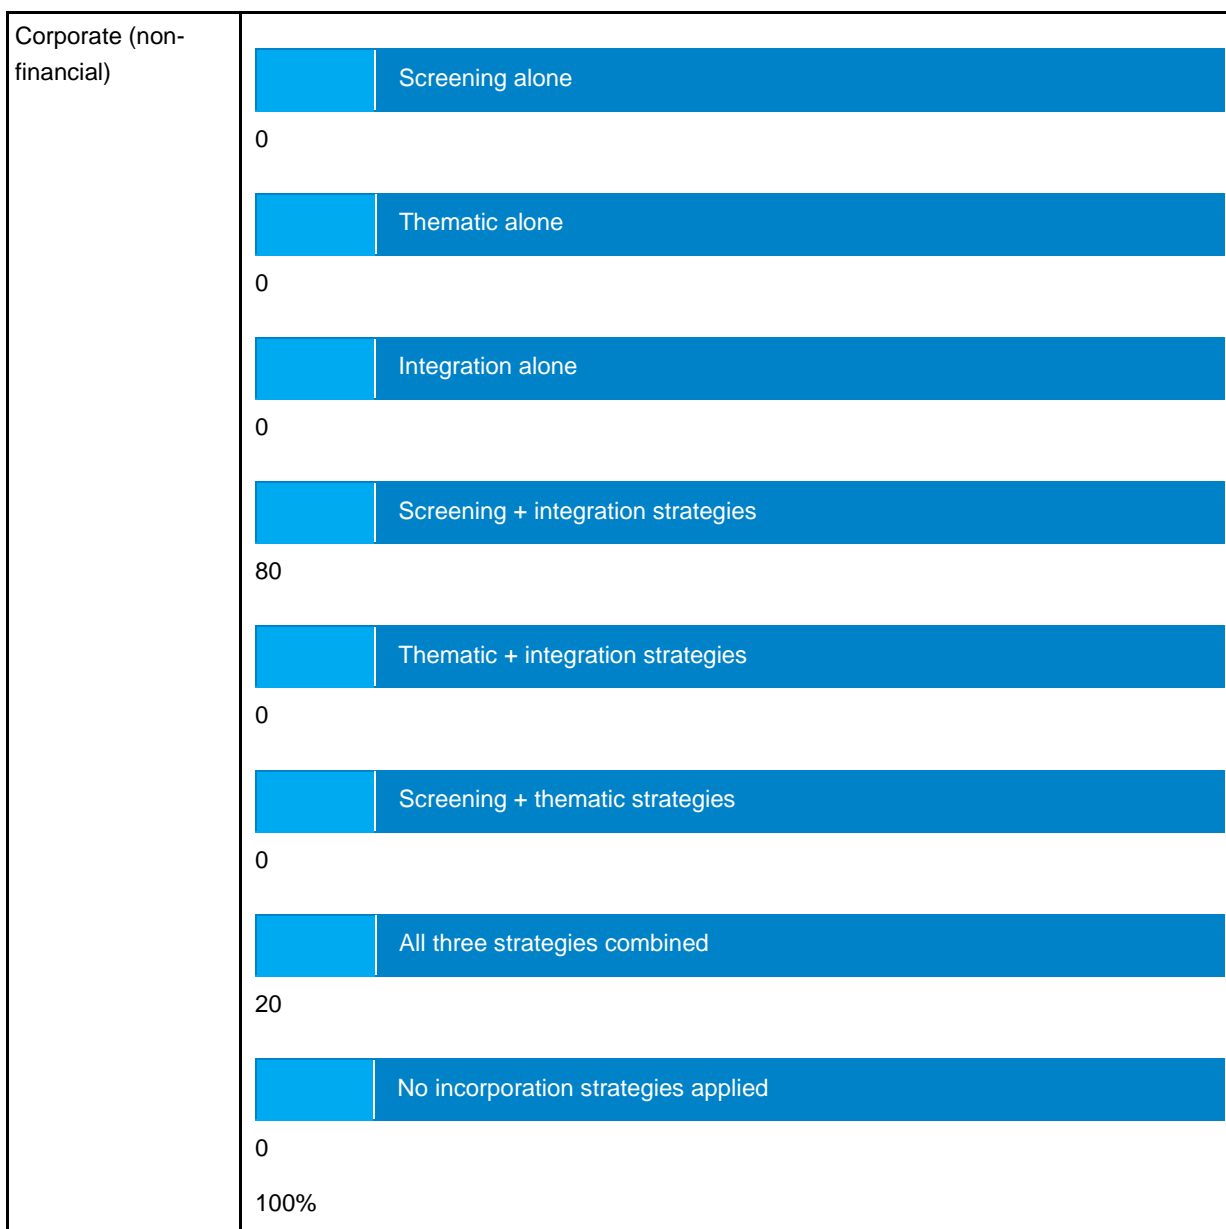 Corporate (non-
financial)
Screening alone
0
Thematic alone
0
Integration alone
0
Screening + integration strategies
80
Thematic + integration strategies
0
Screening + thematic strategies
0
All three strategies combined
20
No incorporation strategies applied
0
100%